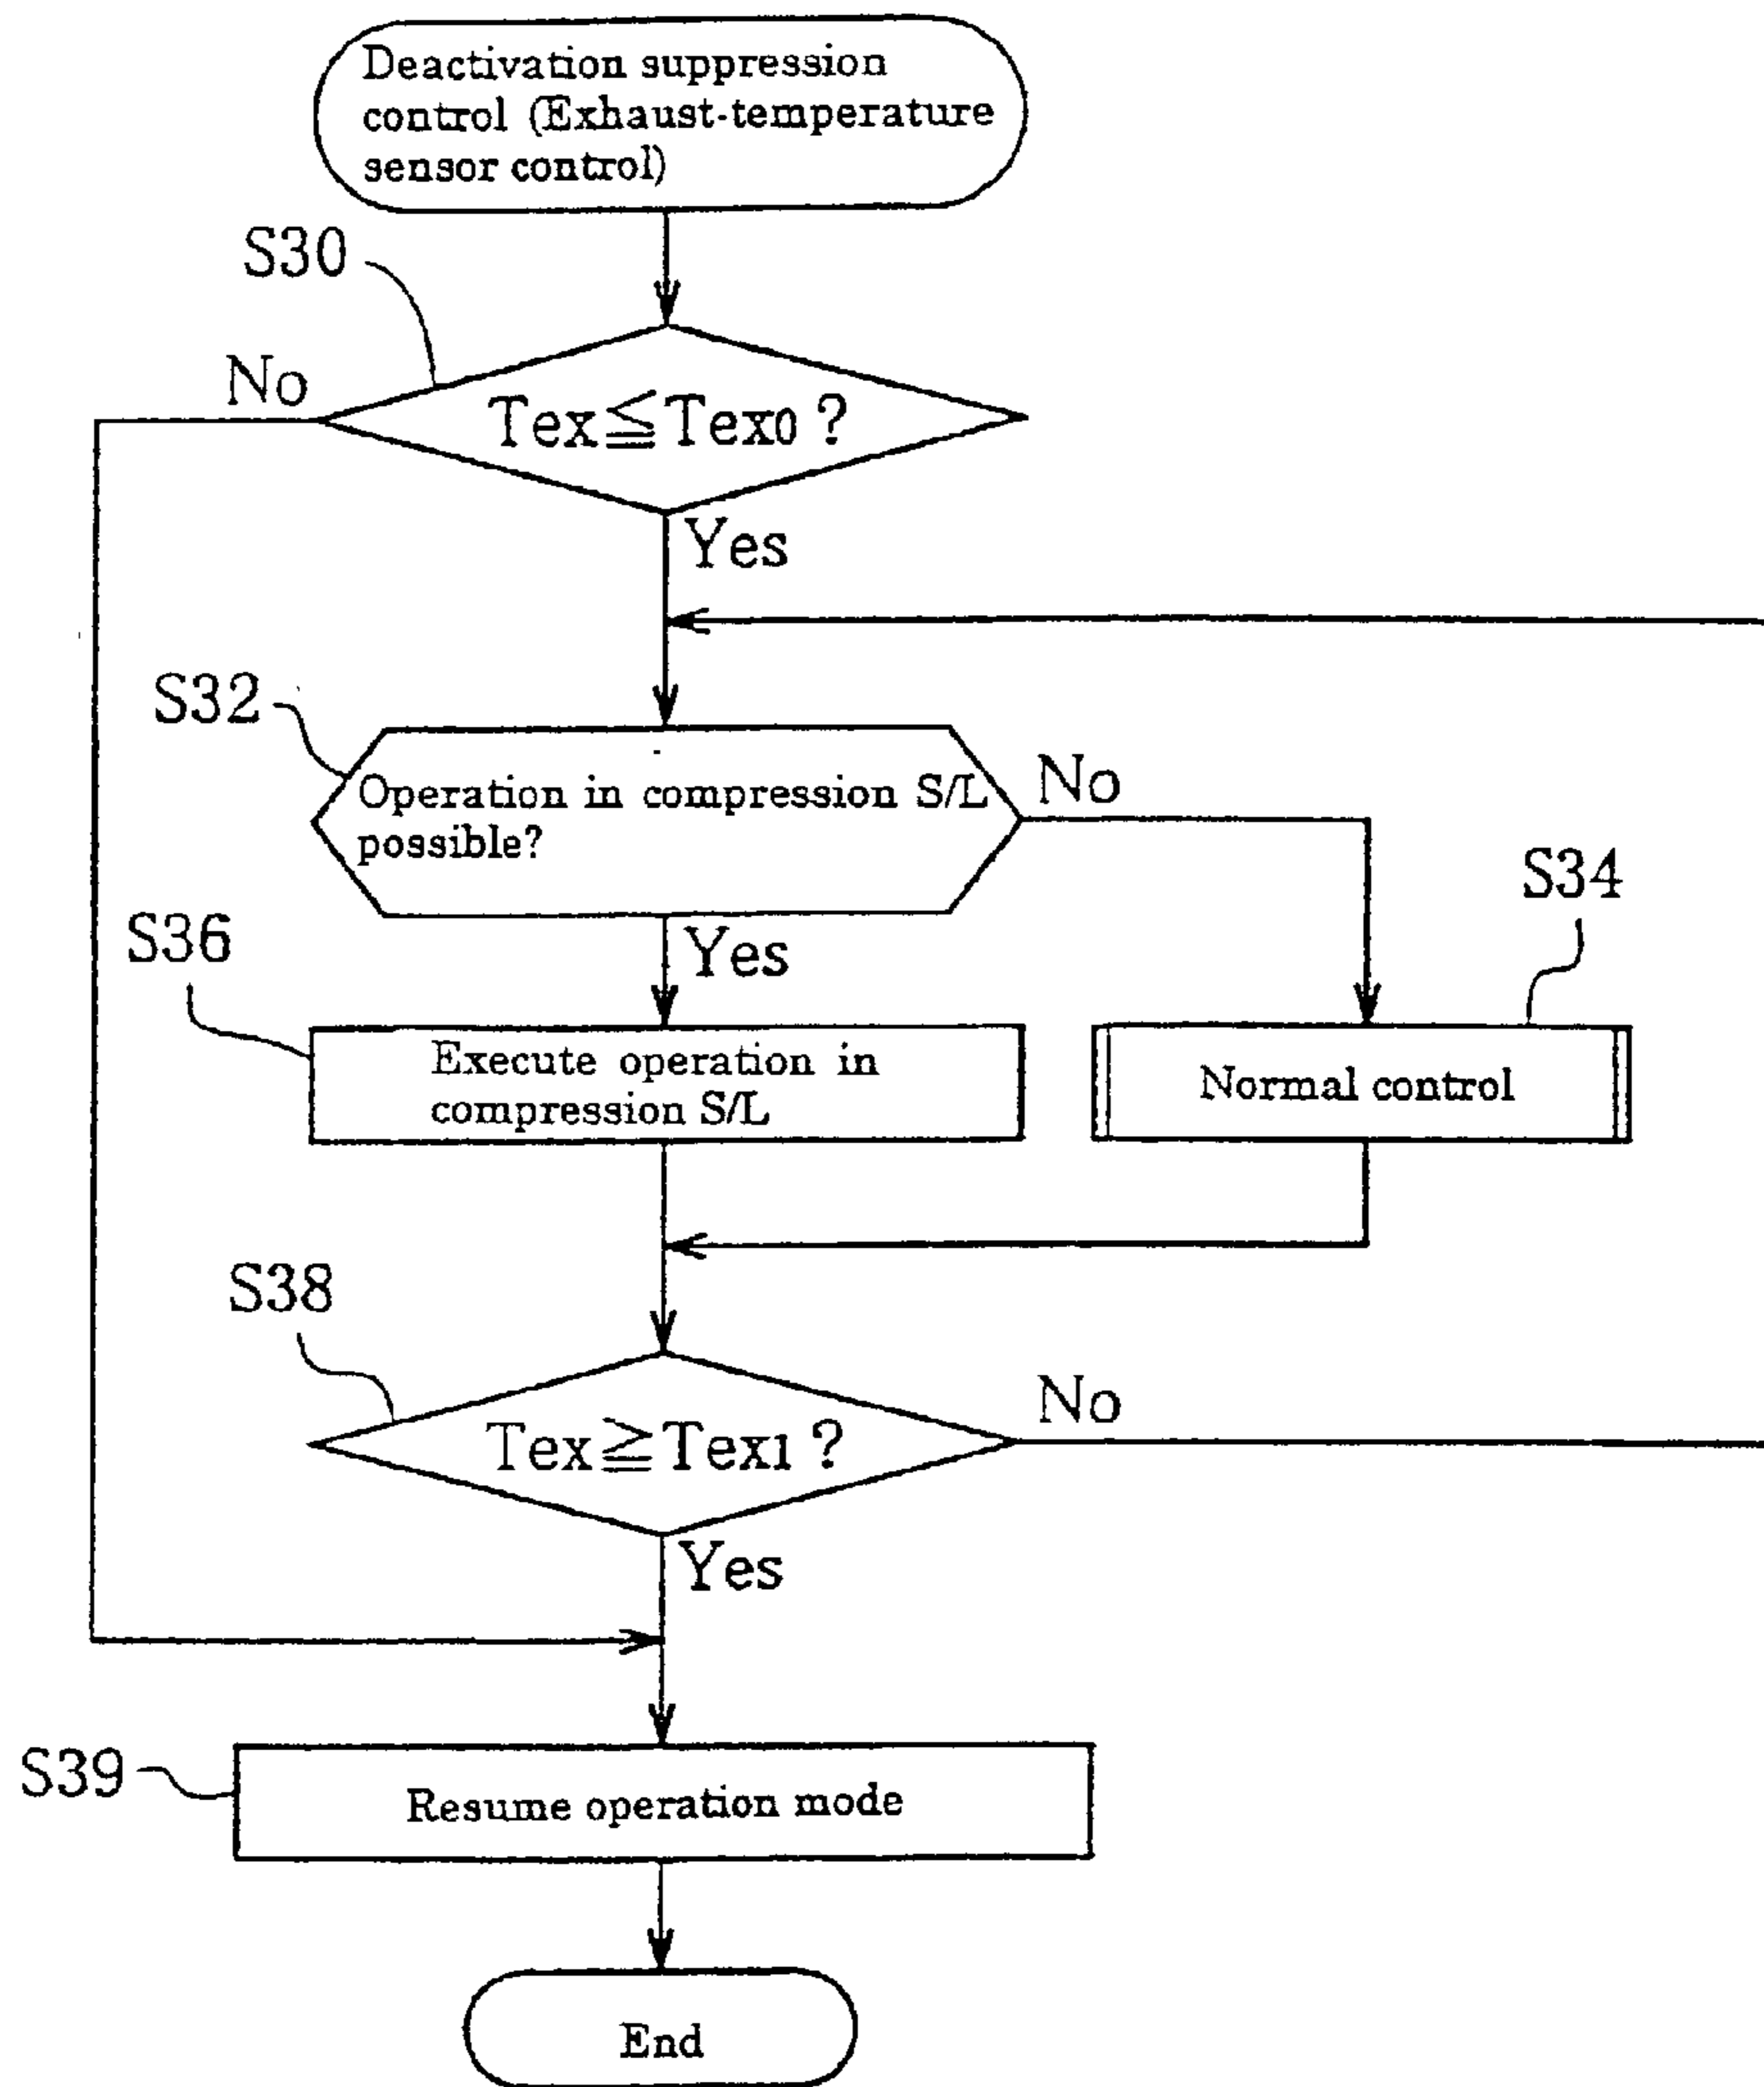 Deactivation suppression
control (Exhaust-temperature
sensor control)
S30
No
Tex≦Tex0 ?
Yes
S32
Operation in compression S/L
possible?
No
S34
S36
Yes
Execute operation in
compression S/L
Normal control
S38
No
Tex≧Tex1 ?
Yes
S39
Resume operation mode
End